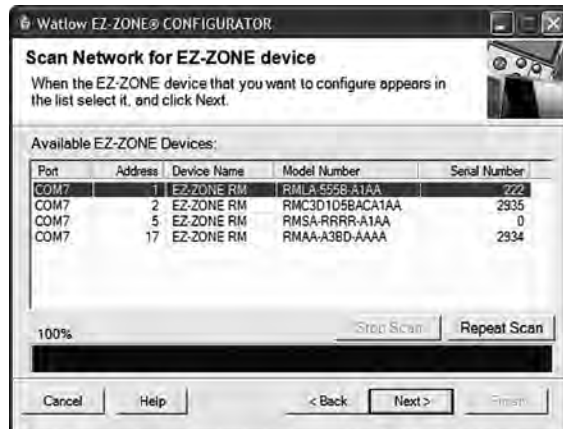 Watlow EZ-ZONE® CONFIGURATOR
Scan Network for EZ-ZONE device
When the EZ-ZONE device that you want to configure appears in
the list select it, and click Next.
Available EZ-ZONE Devices:
Port Address Device Name Model Number Serial Number
COM7 1 EZ-ZONE RM RMLA-555B-A1AA 222
COM7 2 EZ-ZONE RM RMC3D1O5BACA1AA 2935
COM7 5 EZ-ZONE RM RMSA-RRRR-A1AA 0
COM7 17 EZ-ZONE RM RMAA-A3BD-AAAA 2934
100% Stop Scan Repeat Scan
Cancel Help < Back Next > Finish